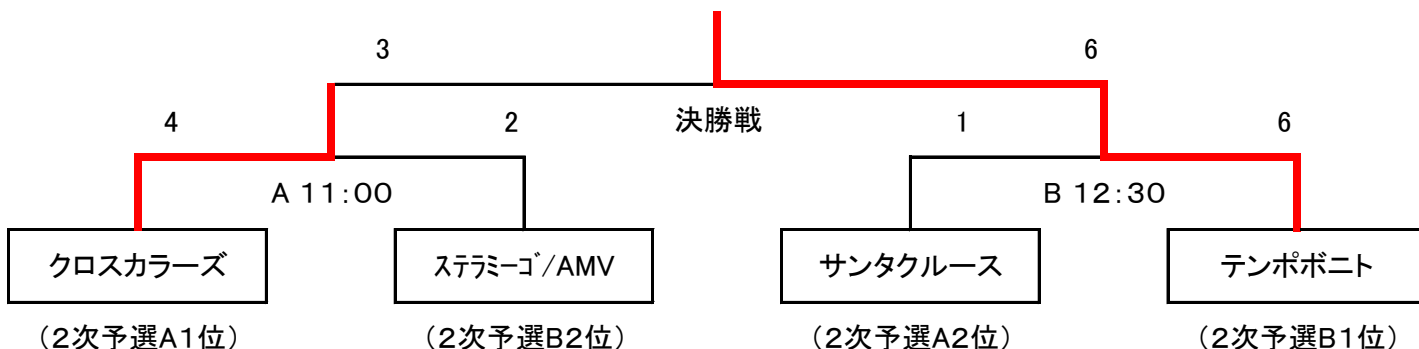 3 6
4 2 決勝戦 1 6
A 11:00 B 12:30
クロスカラーズ ステラミーゴ/AMV サンタクルース テンポボニト
(2次予選A1位) (2次予選B2位) (2次予選A2位) (2次予選B1位)